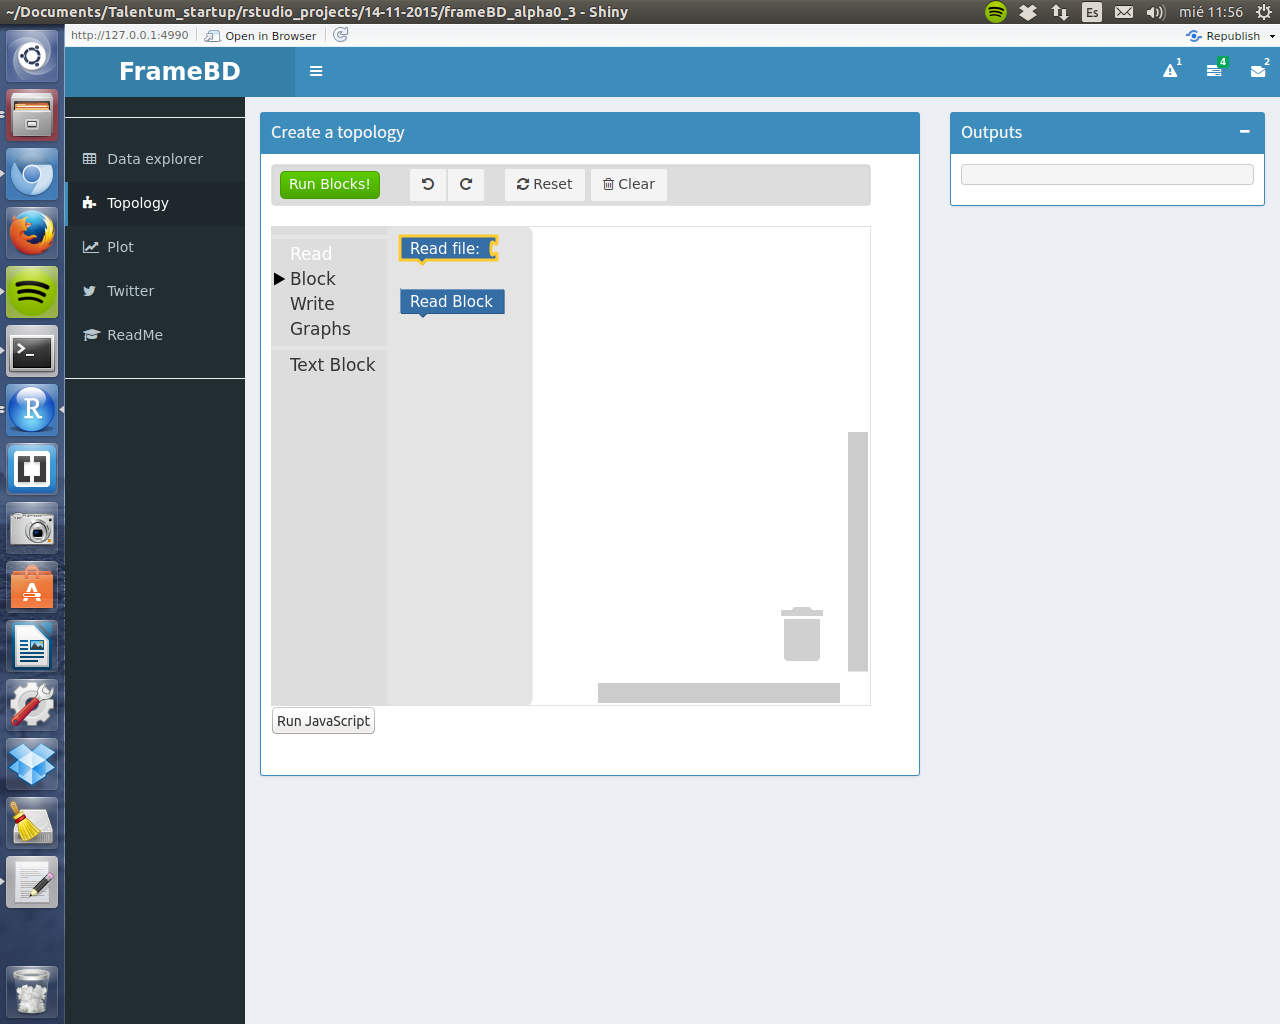 ~/Documents/Talentum_startup/rstudio_projects/14-11-2015/frameBD_alpha0_3 - Shiny
Es
mié 11:56
http://127.0.0.1:4990
Open in Browser
Republish
FrameBD
1
4
2
Data explorer
Topology
Plot
Twitter
ReadMe
Create a topology
Run Blocks!
Reset
Clear
Read
Block
Write
Graphs
Text Block
Read file:
Read Block
Run JavaScript
Outputs